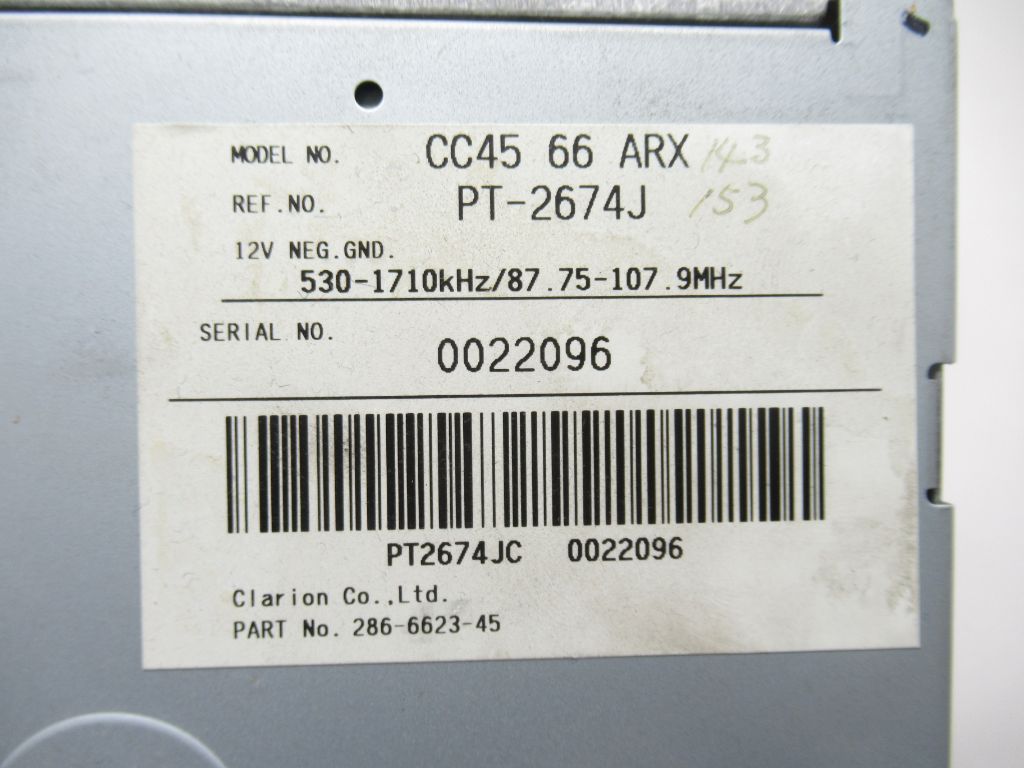 MODEL NO. CC45 66 ARX 143
REF.NO. PT-2674J 153
12V NEG.GND.
530-1710kHz/87.75-107.9MHz
SERIAL NO. 0022096
PT2674JC 0022096
Clarion Co.,Ltd.
PART No. 286-6623-45